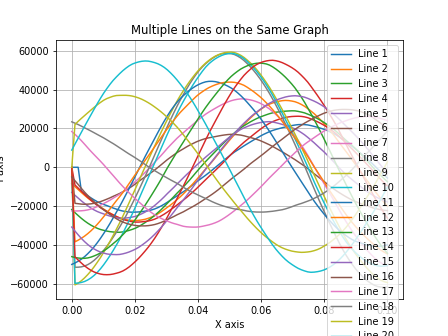 Multiple Lines on the Same Graph
60000
40000
20000
0
−20000
−40000
−60000
0.00
0.02
0.04
0.06
X axis
Line 1
Line 2
Line 3
Line 4
Line 5
Line 6
Line 7
Line 8
Line 9
Line 10
Line 11
Line 12
Line 13
Line 14
Line 15
Line 16
Line 17
Line 18
Line 19
Line 20